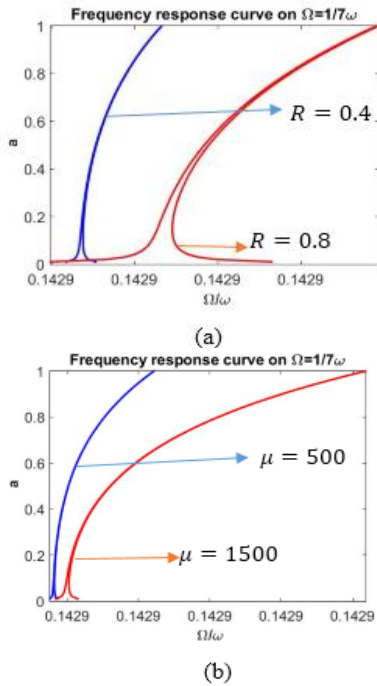 Frequency response curve on Ω=1/7ω
1
0.8
0.6
0.4
0.2
0
a
R = 0.4
R = 0.8
0.1429 0.1429 0.1429 0.1429
Ω/ω
(a)
Frequency response curve on Ω=1/7ω
1
0.8
0.6
0.4
0.2
0
a
μ = 500
μ = 1500
0.1429 0.1429 0.1429 0.1429 0.1429
Ω/ω
(b)